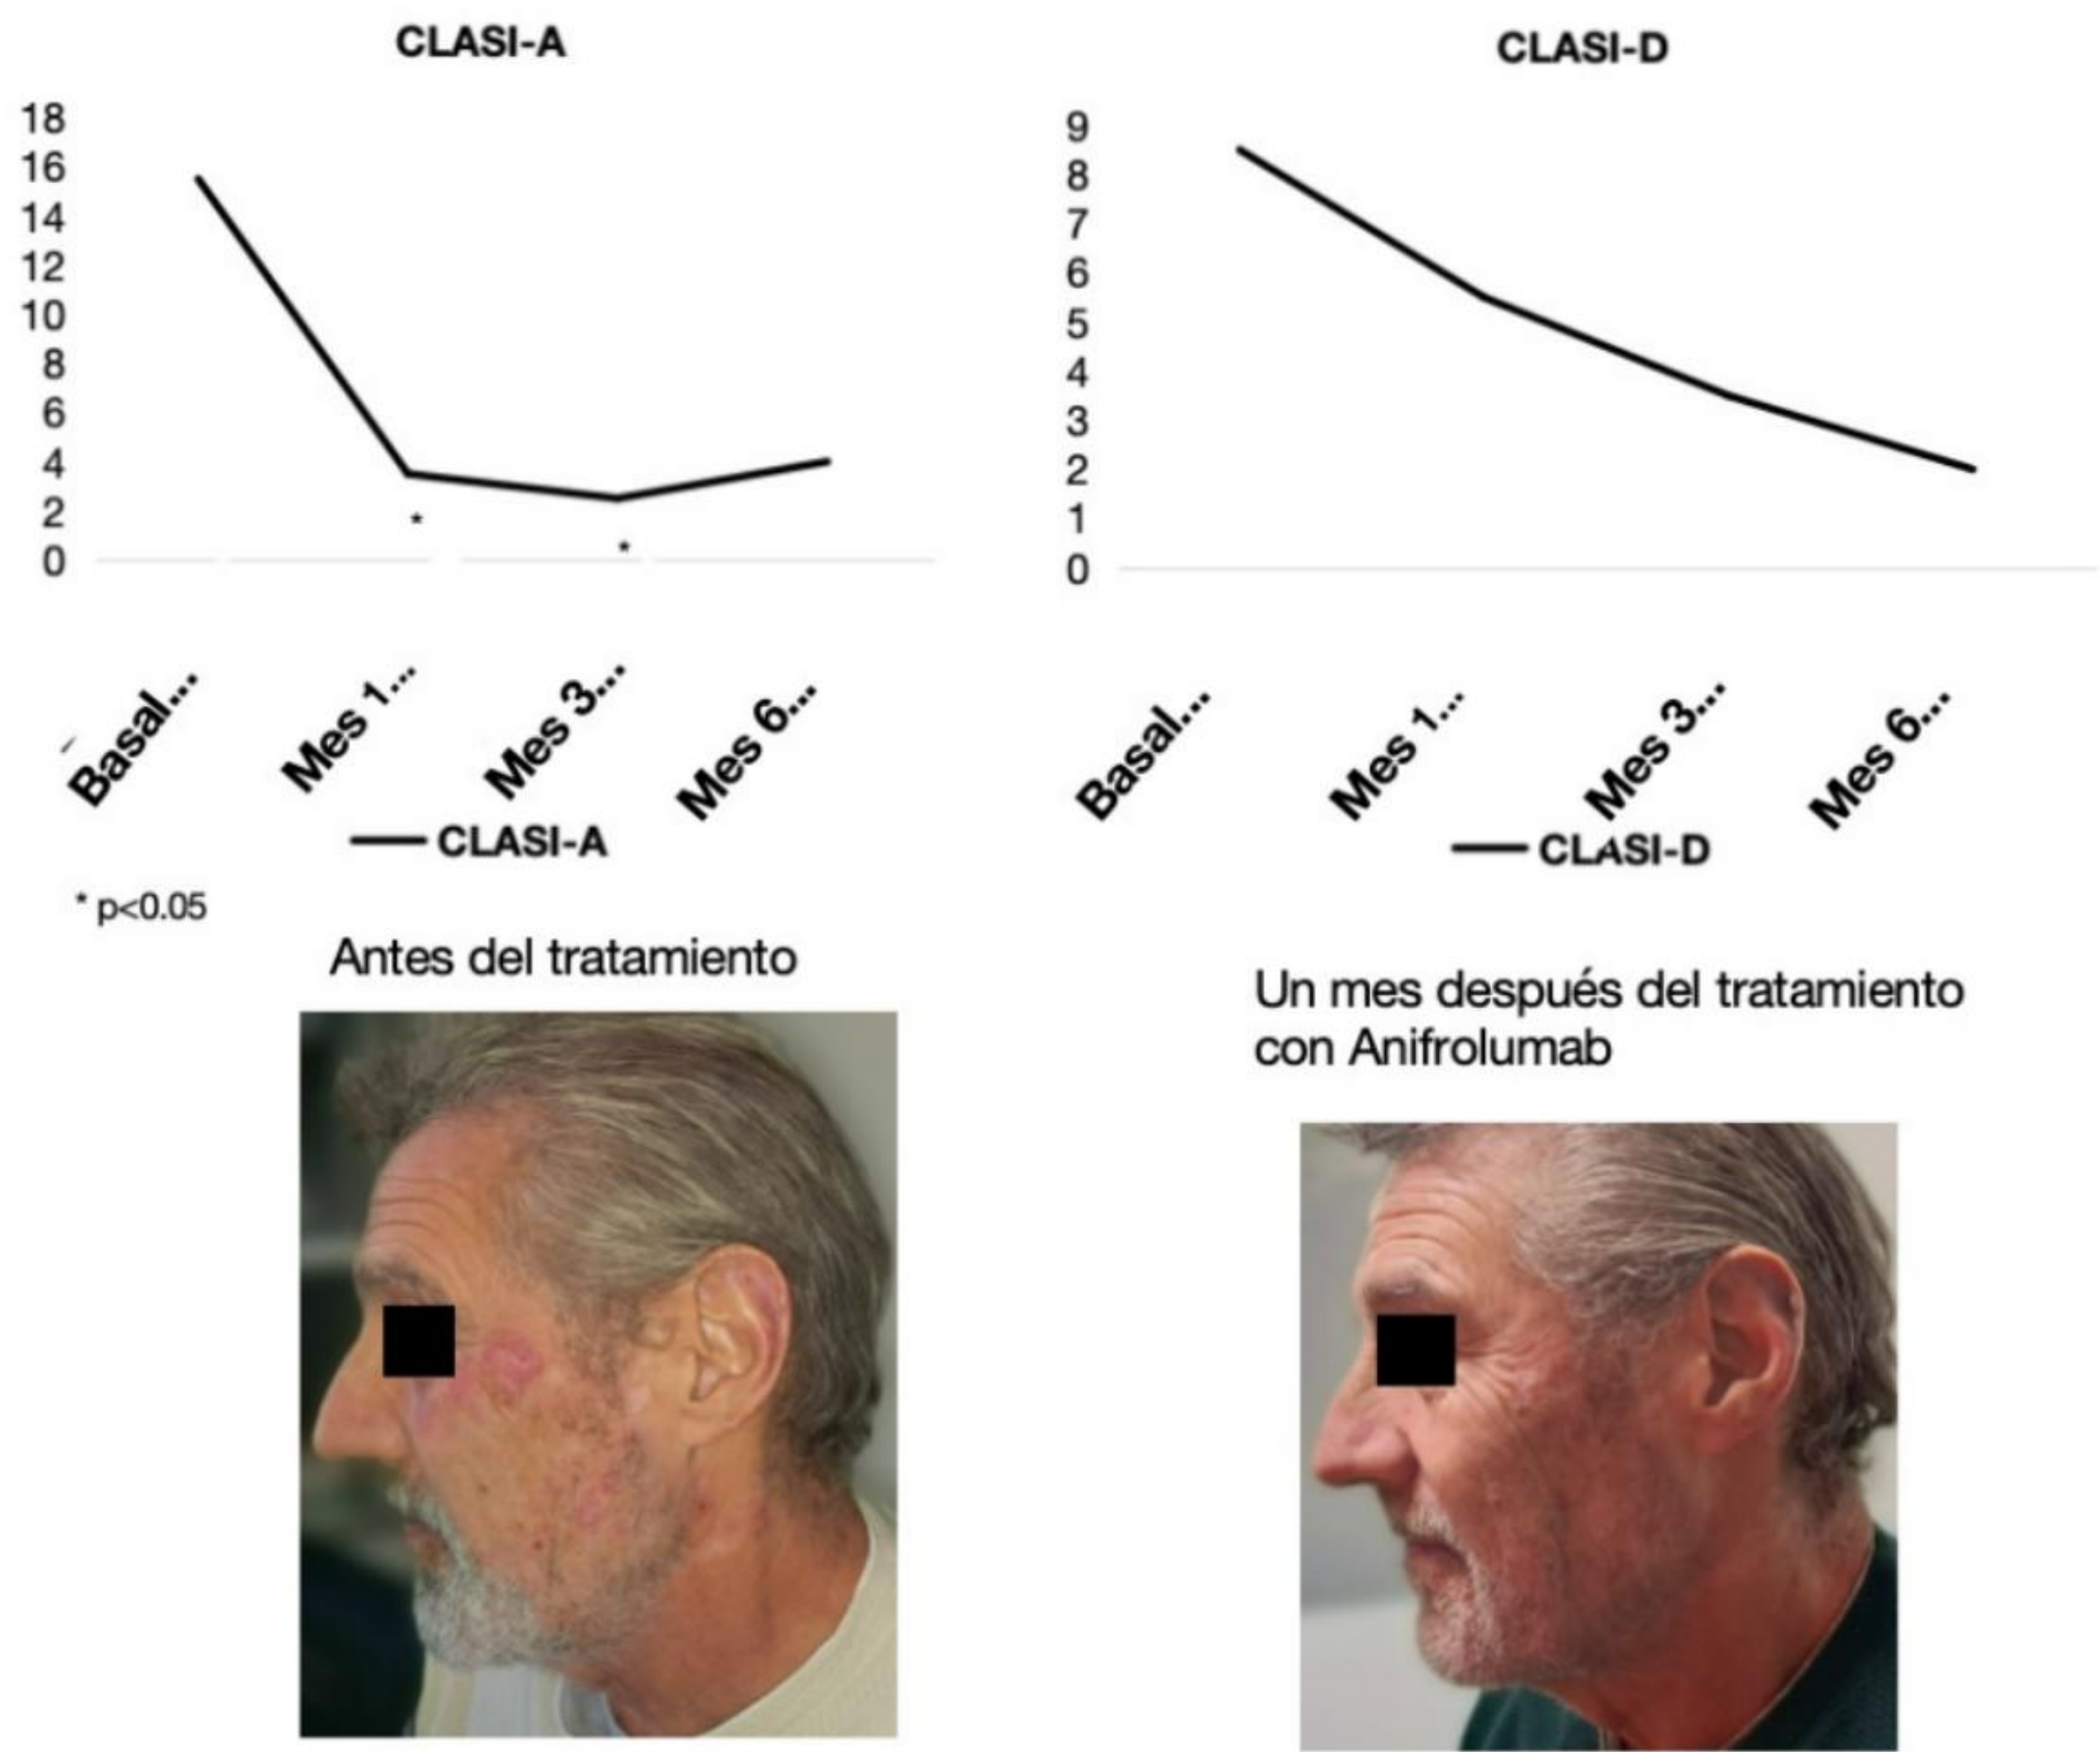 CLASI-A
18
16
14
12
10
8
6
4
2
0
*
*
Basal...
Mes 1...
Mes 3...
Mes 6...
CLASI-A
* p<0.05
CLASI-D
9
8
7
6
5
4
3
2
1
0
Basal...
Mes 1...
Mes 3...
Mes 6...
CLASI-D
Antes del tratamiento
Un mes después del tratamiento
con Anifrolumab